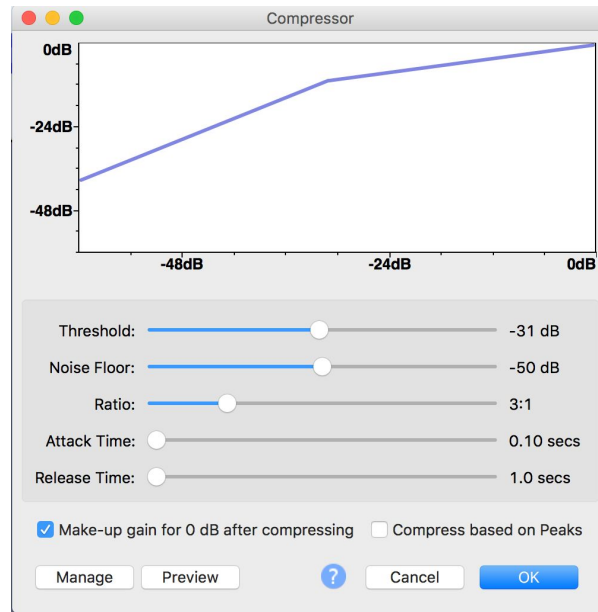 Compressor
0dB
-24dB
-48dB
-48dB -24dB 0dB
Threshold: -31 dB
Noise Floor: -50 dB
Ratio: 3:1
Attack Time: 0.10 secs
Release Time: 1.0 secs
Make-up gain for 0 dB after compressing Compress based on Peaks
Manage Preview ? Cancel OK